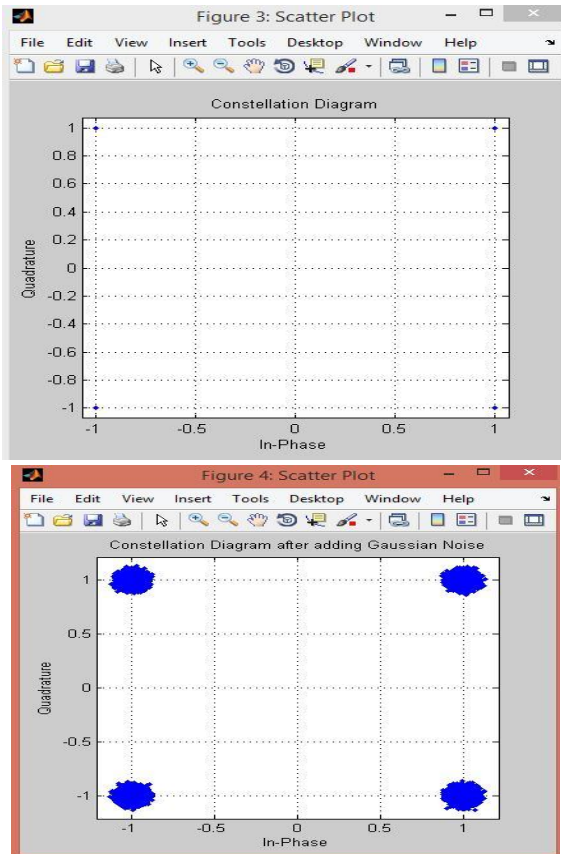 Figure 3: Scatter Plot
File Edit View Insert Tools Desktop Window Help
Constellation Diagram
1
0.8
0.6
0.4
0.2
0
-0.2
-0.4
-0.6
-0.8
-1
Quadrature
-1 -0.5 0 0.5 1
In-Phase
Figure 4: Scatter Plot
File Edit View Insert Tools Desktop Window Help
Constellation Diagram after adding Gaussian Noise
1
0.5
0
-0.5
-1
Quadrature
-1 -0.5 0 0.5 1
In-Phase